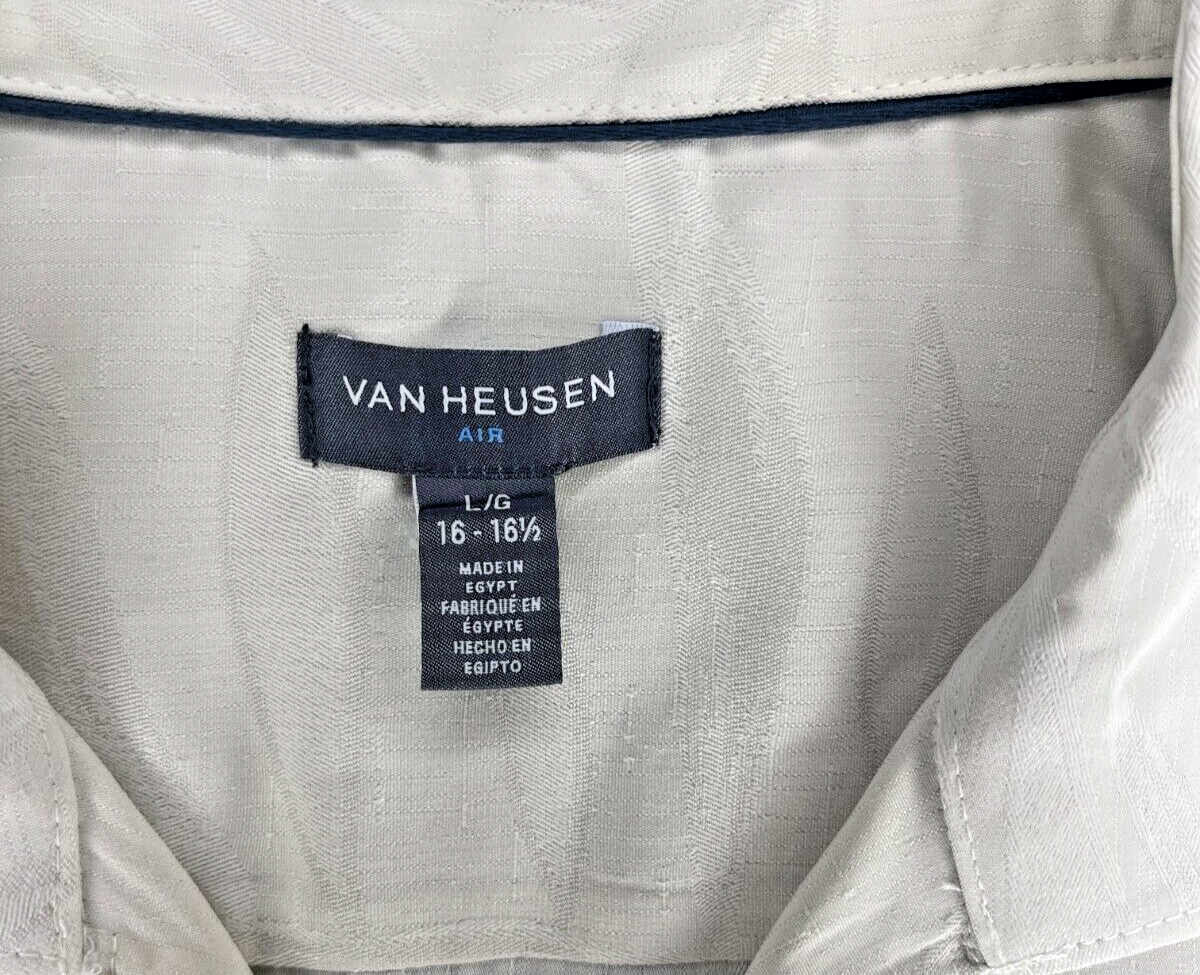 VAN HEUSEN
AIR
L/G
16 - 16½
MADE IN
EGYPT
FABRIQUÉ EN
ÉGYPTE
HECHO EN
EGIPTO